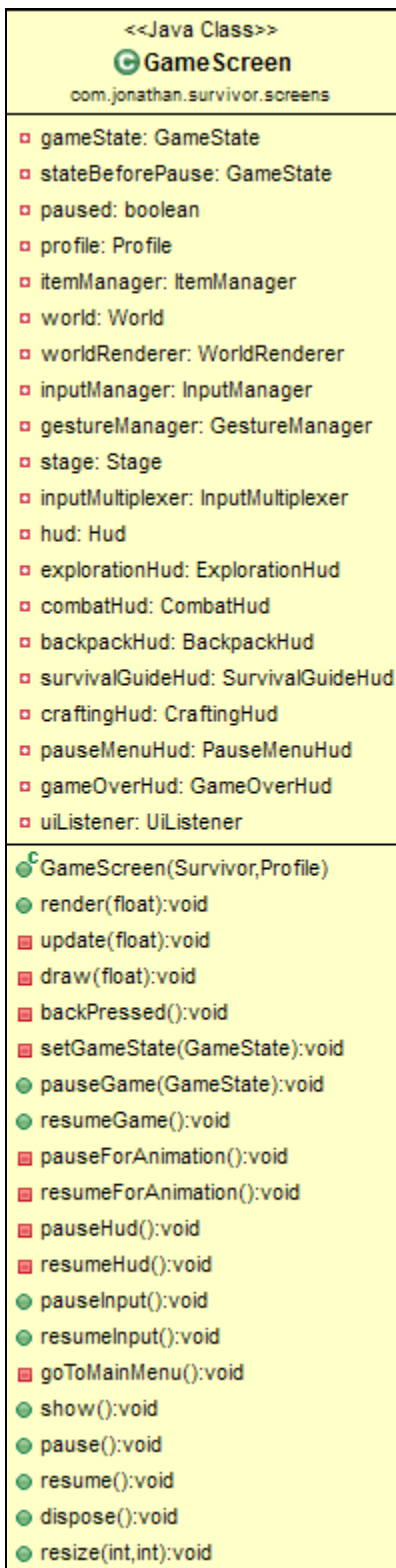 <<Java Class>>
GameScreen
com.jonathan.survivor.screens
gameState: GameState
stateBeforePause: GameState
paused: boolean
profile: Profile
itemManager: ItemManager
world: World
worldRenderer: WorldRenderer
inputManager: InputManager
gestureManager: GestureManager
stage: Stage
inputMultiplexer: InputMultiplexer
hud: Hud
explorationHud: ExplorationHud
combatHud: CombatHud
backpackHud: BackpackHud
survivalGuideHud: SurvivalGuideHud
craftingHud: CraftingHud
pauseMenuHud: PauseMenuHud
gameOverHud: GameOverHud
uiListener: UiListener
GameScreen(Survivor,Profile)
render(float):void
update(float):void
draw(float):void
backPressed():void
setGameState(GameState):void
pauseGame(GameState):void
resumeGame():void
pauseForAnimation():void
resumeForAnimation():void
pauseHud():void
resumeHud():void
pauseInput():void
resumeInput():void
goToMainMenu():void
show():void
pause():void
resume():void
dispose():void
resize(int,int):void